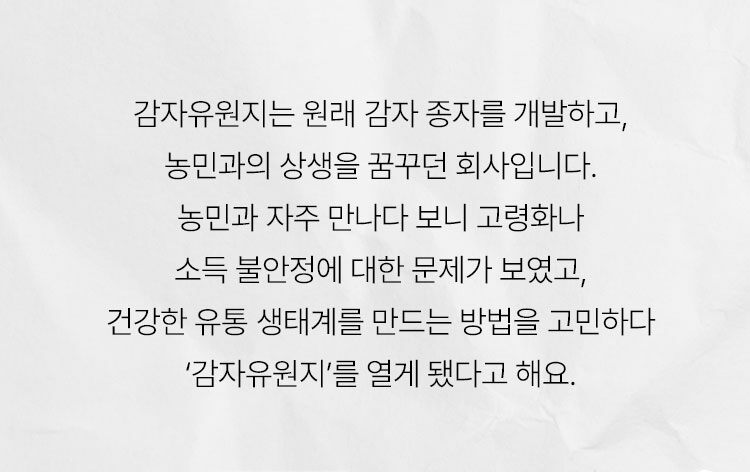 감자유원지는 원래 감자 종자를 개발하고,
농민과의 상생을 꿈꾸던 회사입니다.
농민과 자주 만나다 보니 고령화나
소득 불안정에 대한 문제가 보였고,
건강한 유통 생태계를 만드는 방법을 고민하다
‘감자유원지’를 열게 됐다고 해요.